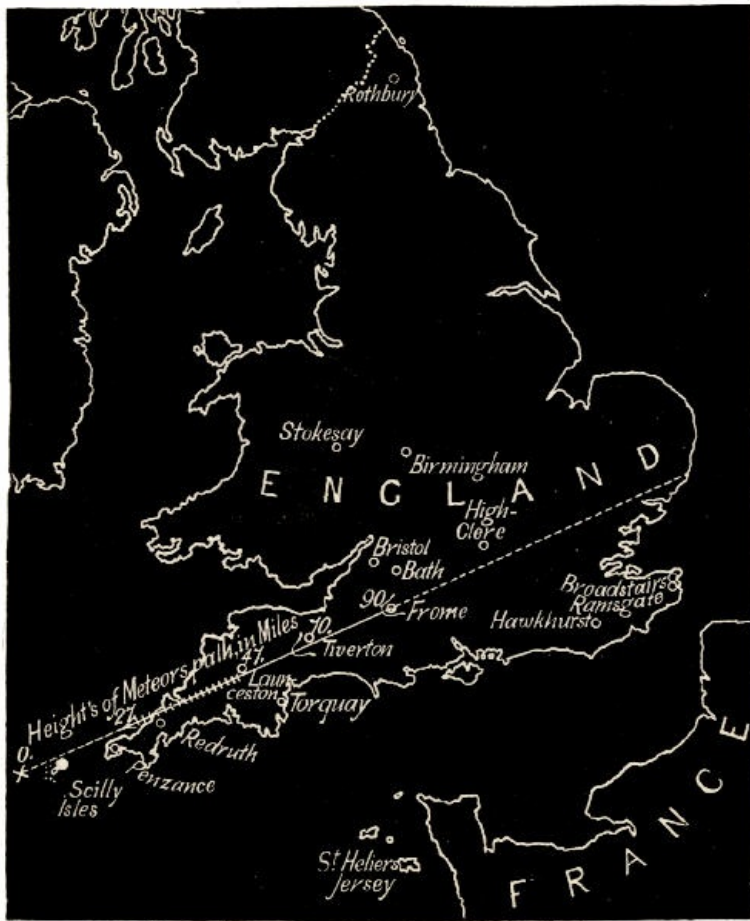 Rothbury
Stokesay
Birmingham
ENGLAND
High-
Clere
Bristol
Bath
Broadstairs
Ramsgate
90
Frome
Hawkhurst
70.
Tiverton
Height's of Meteors path in Miles
47.
Laun-
ceston
Torquay
27.
Redruth
0.
Penzance
Scilly
Isles
St Heliers
Jersey
FRANCE